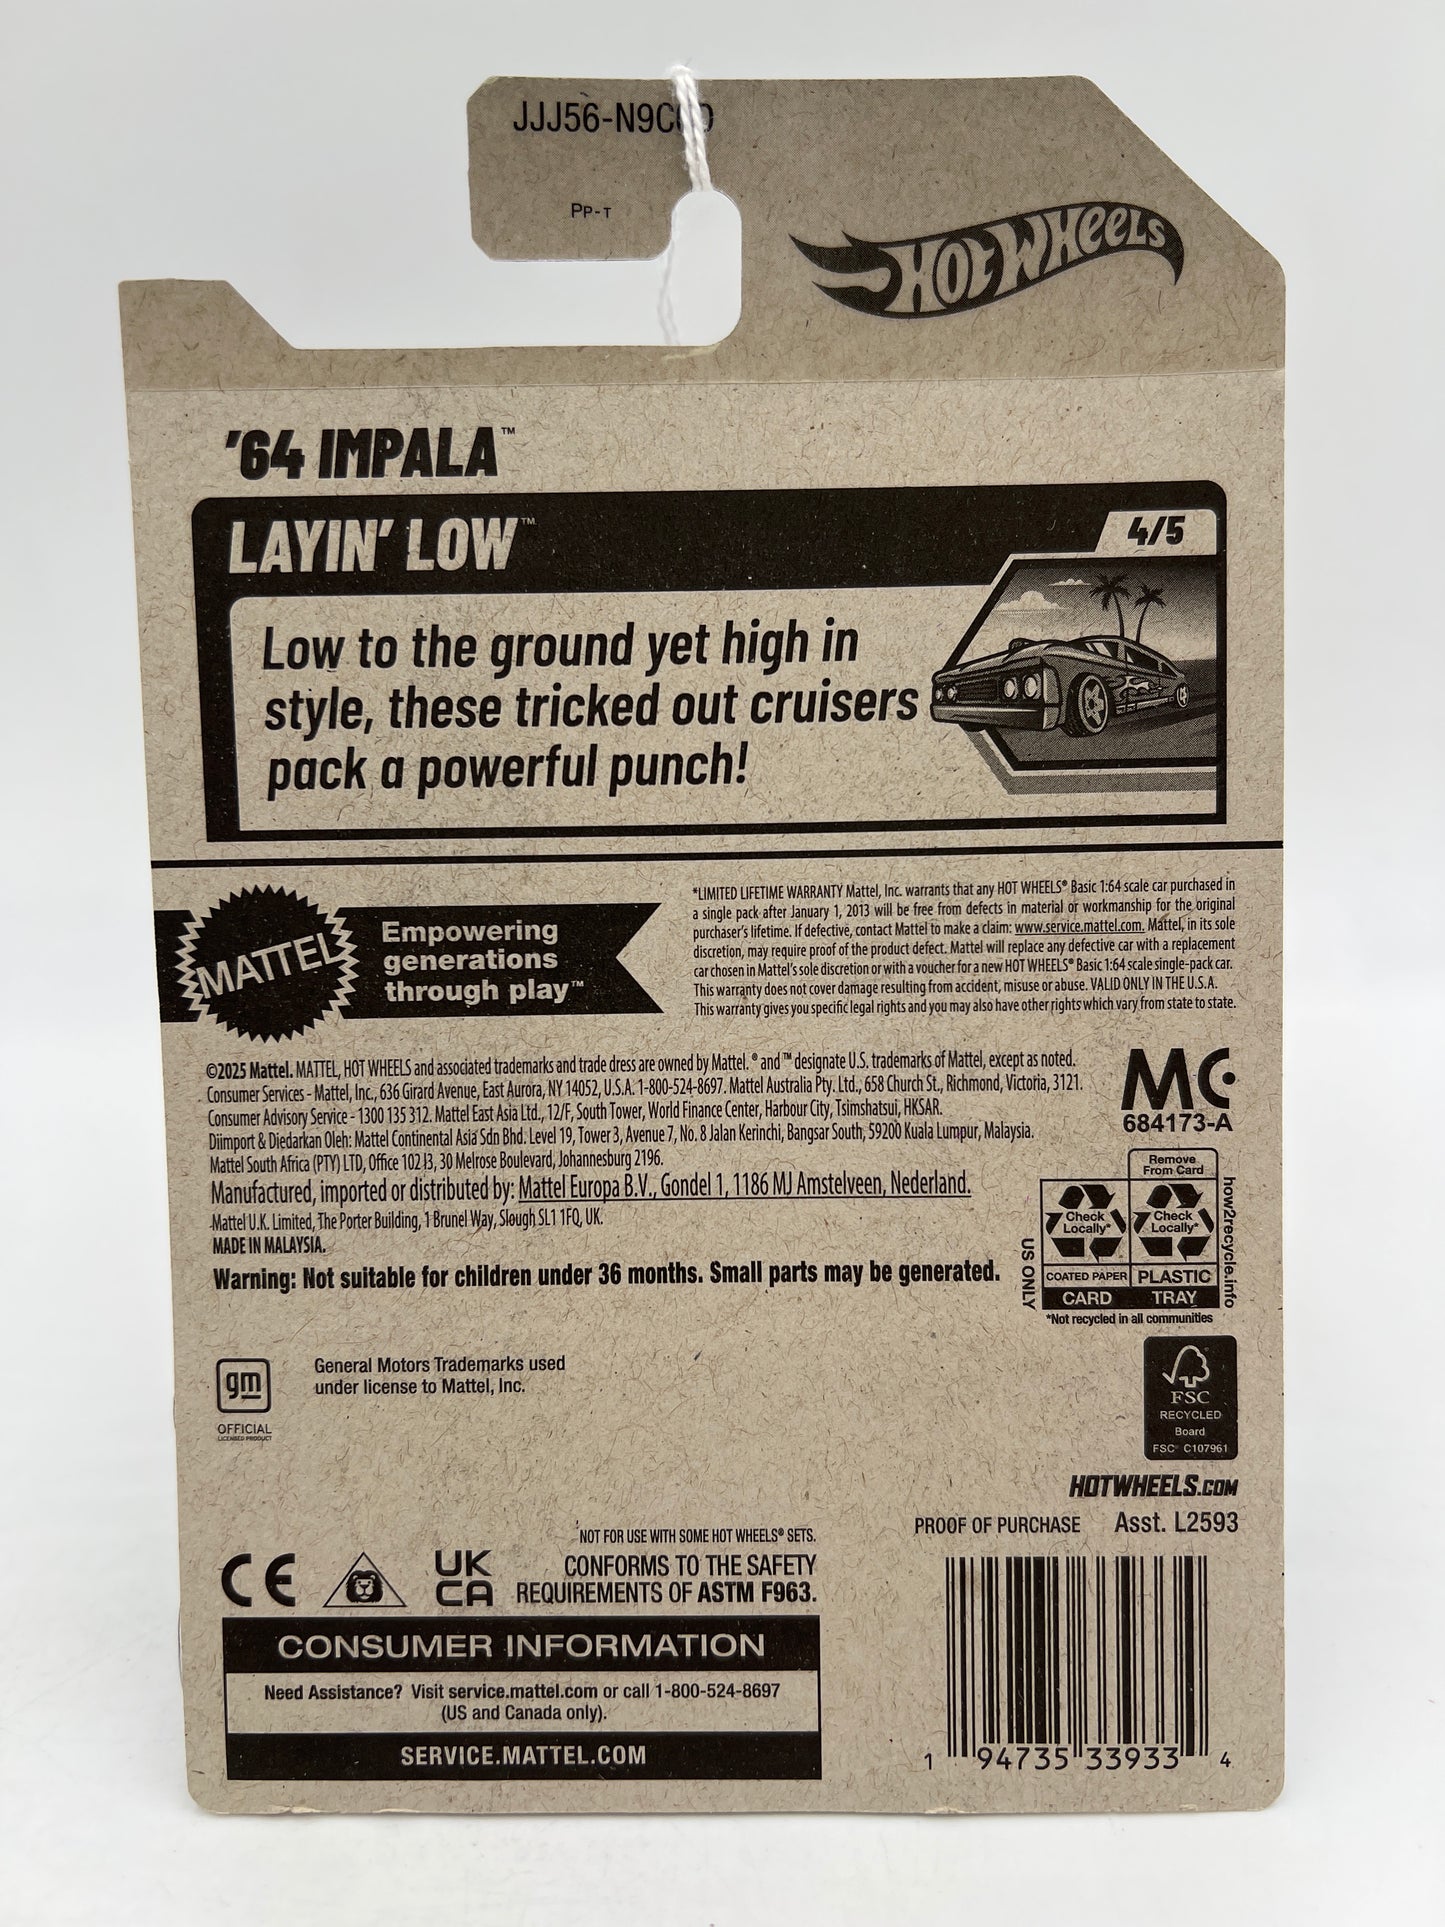 JJJ56-N9C
PP-T
HOT WHEELS
'64 IMPALA™
LAYIN' LOW™
4/5
Low to the ground yet high in
style, these tricked out cruisers
pack a powerful punch!
MATTEL
Empowering
generations
through play™
*LIMITED LIFETIME WARRANTY Mattel, Inc. warrants that any HOT WHEELS® Basic 1:64 scale car purchased in
a single pack after January 1, 2013 will be free from defects in material or workmanship for the original
purchaser's lifetime. If defective, contact Mattel to make a claim: www.service.mattel.com. Mattel, in its sole
discretion, may require proof of the product defect. Mattel will replace any defective car with a replacement
car chosen in Mattel's sole discretion or with a voucher for a new HOT WHEELS® Basic 1:64 scale single-pack car.
This warranty does not cover damage resulting from accident, misuse or abuse. VALID ONLY IN THE U.S.A.
This warranty gives you specific legal rights and you may also have other rights which vary from state to state.
©2025 Mattel. MATTEL, HOT WHEELS and associated trademarks and trade dress are owned by Mattel. ® and ™ designate U.S. trademarks of Mattel, except as noted.
Consumer Services - Mattel, Inc., 636 Girard Avenue, East Aurora, NY 14052, U.S.A. 1-800-524-8697. Mattel Australia Pty. Ltd., 658 Church St., Richmond, Victoria, 3121.
Consumer Advisory Service - 1300 135 312. Mattel East Asia Ltd., 12/F, South Tower, World Finance Center, Harbour City, Tsimshatsui, HKSAR.
Diimport & Diedarkan Oleh: Mattel Continental Asia Sdn Bhd. Level 19, Tower 3, Avenue 7, No. 8 Jalan Kerinchi, Bangsar South, 59200 Kuala Lumpur, Malaysia.
Mattel South Africa (PTY) LTD, Office 102 I3, 30 Melrose Boulevard, Johannesburg 2196.
Manufactured, imported or distributed by: Mattel Europa B.V., Gondel 1, 1186 MJ Amstelveen, Nederland.
Mattel U.K. Limited, The Porter Building, 1 Brunel Way, Slough SL1 1FQ, UK.
MADE IN MALAYSIA.
Warning: Not suitable for children under 36 months. Small parts may be generated.
MC
684173-A
Remove
From Card
Check
Locally*
Check
Locally*
COATED PAPER
PLASTIC
CARD
TRAY
US ONLY
how2recycle.info
*Not recycled in all communities
gm
OFFICIAL
LICENSED PRODUCT
General Motors Trademarks used
under license to Mattel, Inc.
FSC
RECYCLED
Board
FSC® C107961
HOTWHEELS.COM
PROOF OF PURCHASE
Asst. L2593
NOT FOR USE WITH SOME HOT WHEELS® SETS.
CE
UK
CA
CONFORMS TO THE SAFETY
REQUIREMENTS OF ASTM F963.
CONSUMER INFORMATION
Need Assistance? Visit service.mattel.com or call 1-800-524-8697
(US and Canada only).
SERVICE.MATTEL.COM
1 94735 33933 4